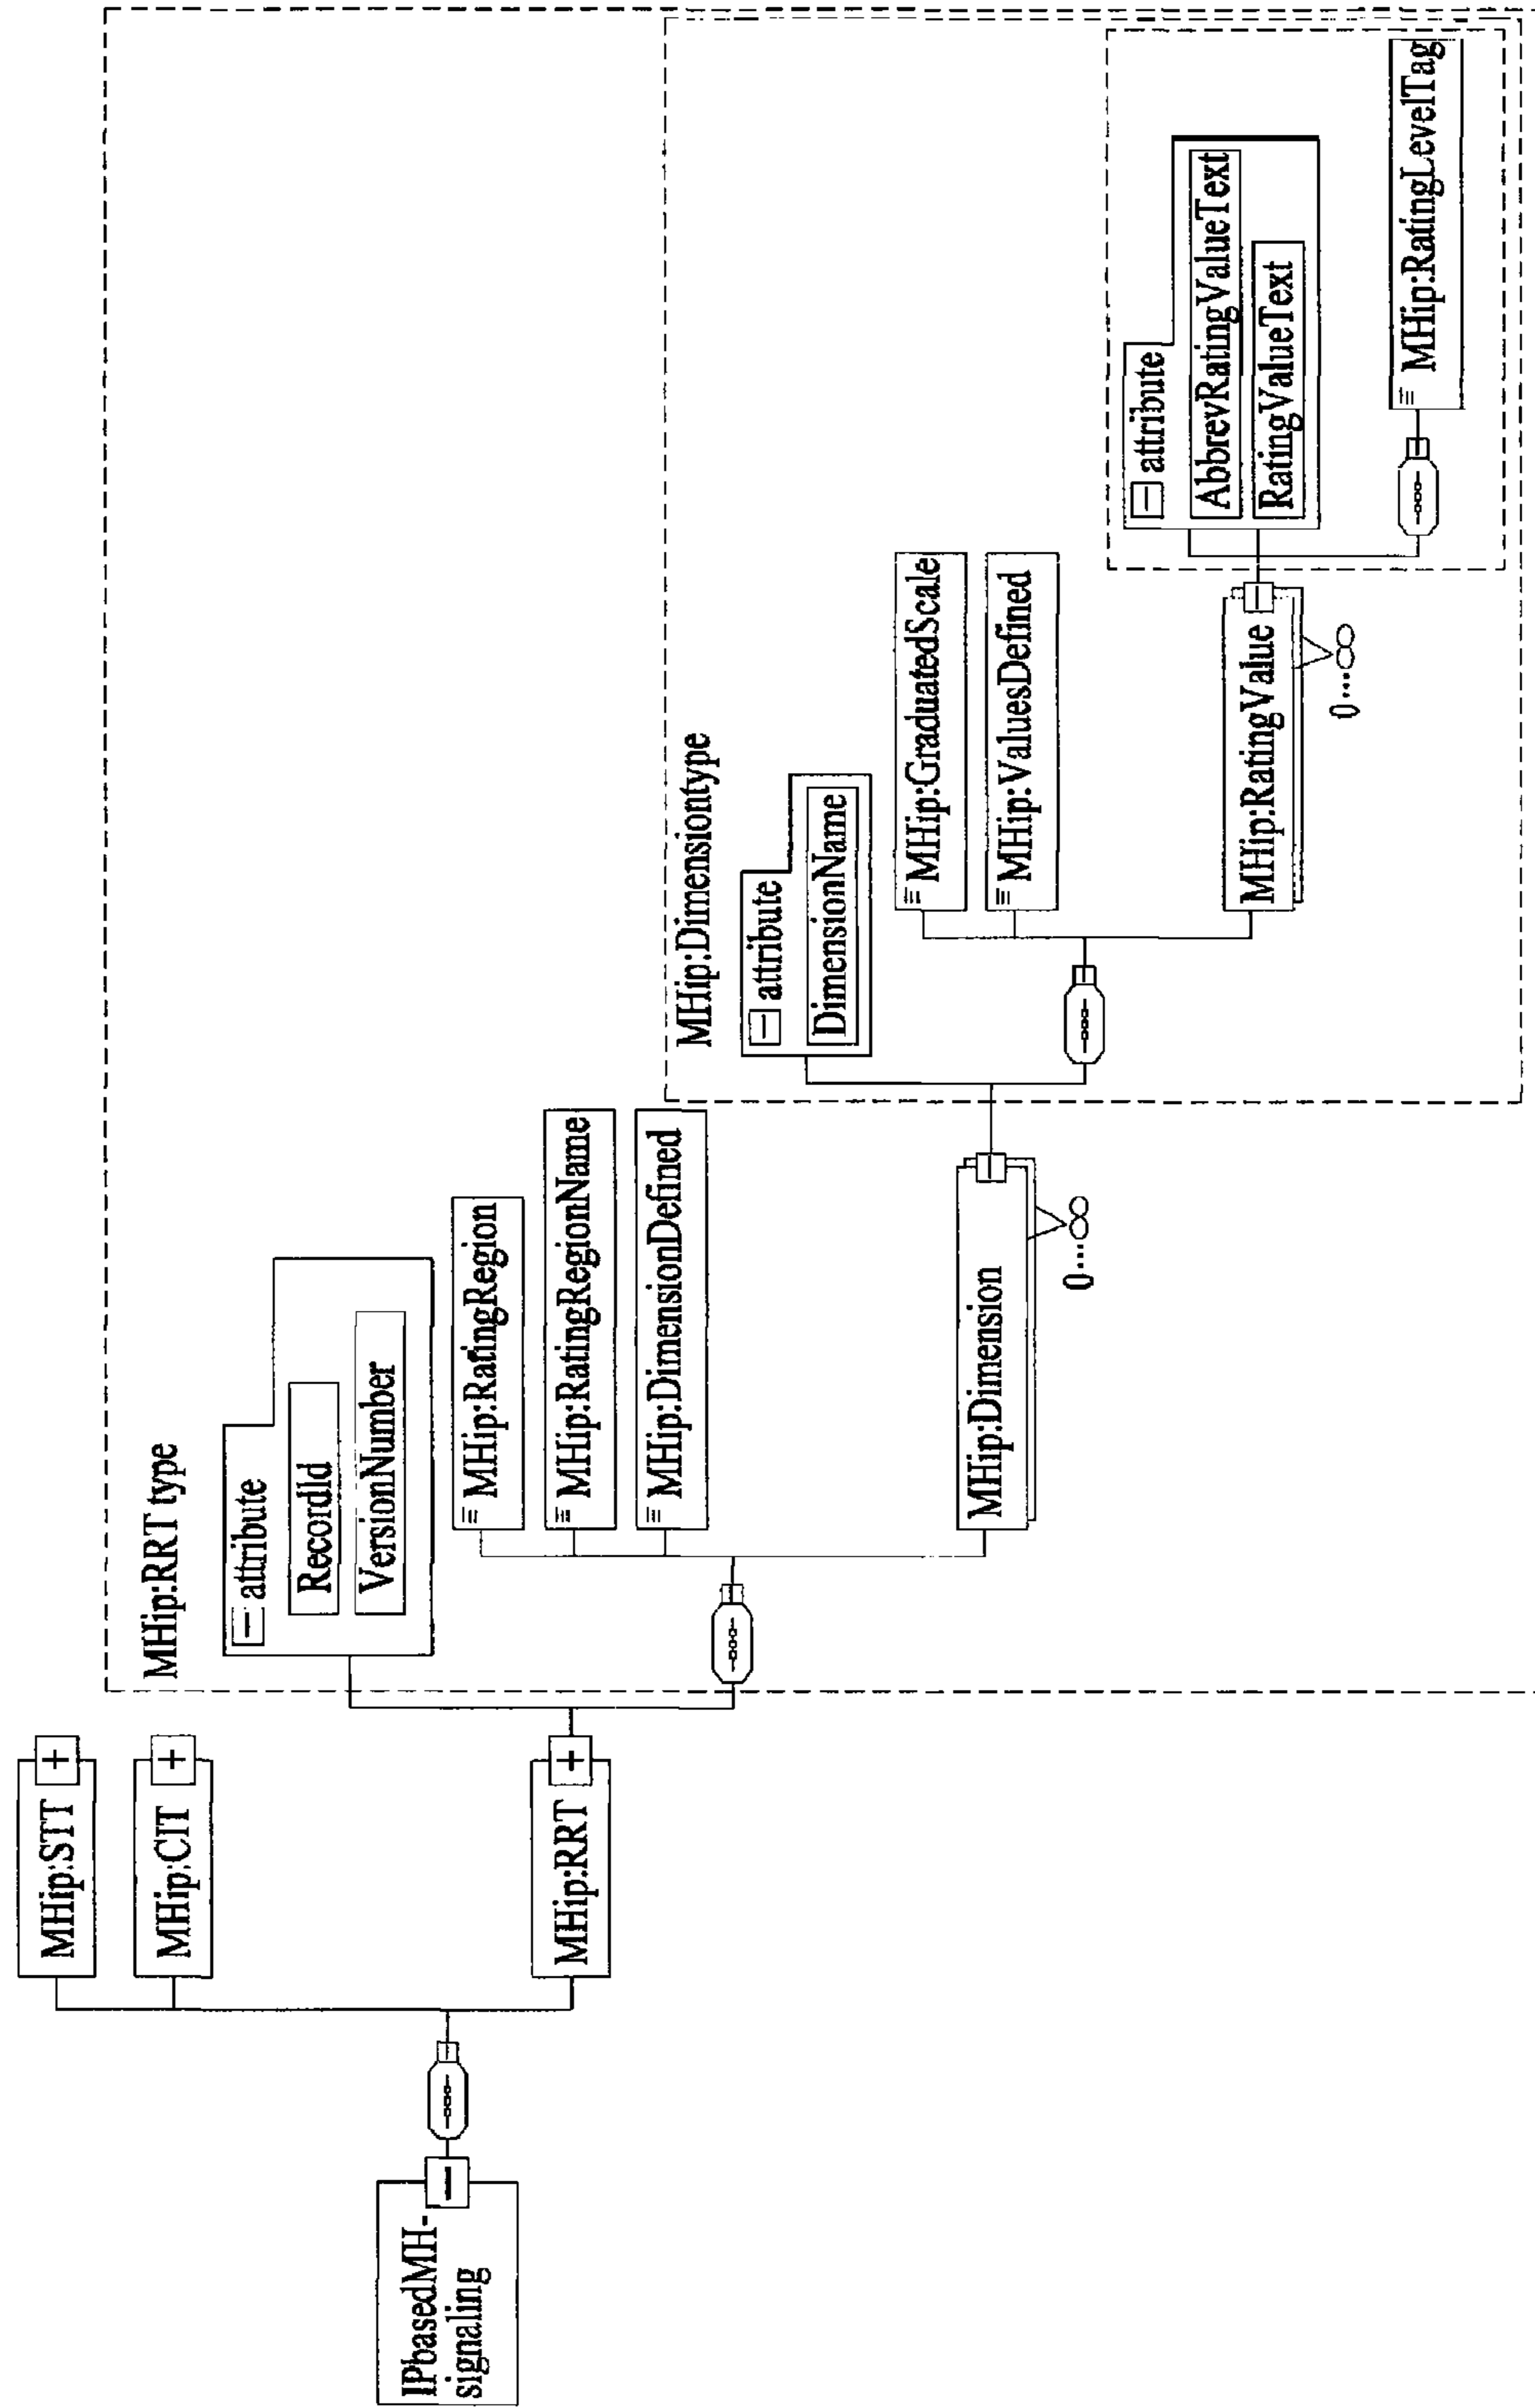 IPbasedMH-
signaling
MHip:STT
MHip:CIT
MHip:RRT
MHip:RRT type
attribute
RecordId
VersionNumber
MHip:RatingRegion
MHip:RatingRegionName
MHip:DimensionDefined
MHip:Dimension
0...∞
MHip:Dimensiontype
attribute
DimensionName
MHip:GraduatedScale
MHip:ValuesDefined
MHip:RatingValue
0...∞
attribute
AbbrevRatingValueText
RatingValueText
MHip:RatingLevelTag